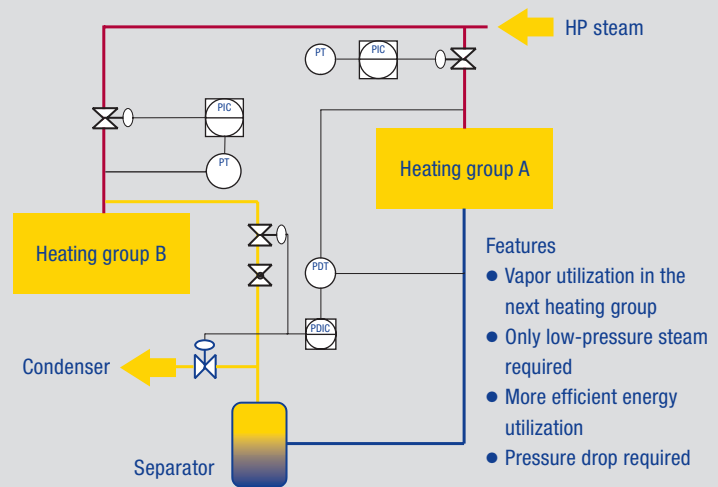 HP steam
PT
PIC
PIC
PT
Heating group A
Heating group B
PDT
PDIC
Condenser
Separator
Features
● Vapor utilization in the
next heating group
● Only low-pressure steam
required
● More efficient energy
utilization
● Pressure drop required